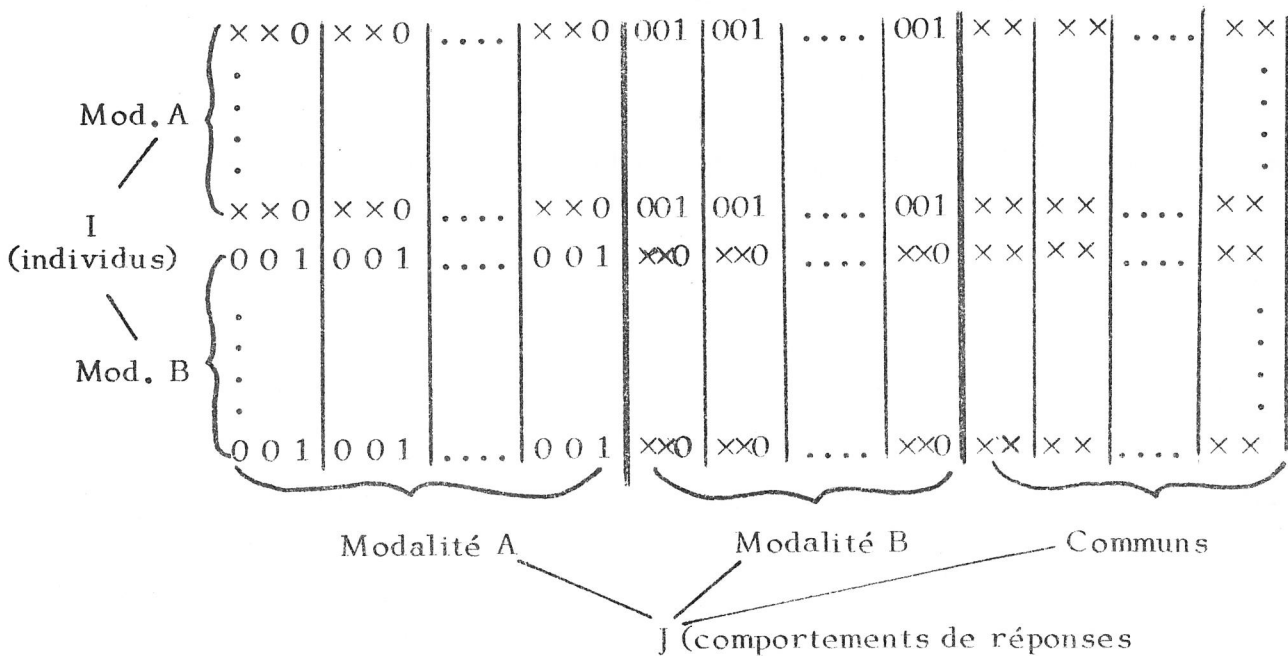 × × 0 × × 0 .... × × 0 001 001 .... 001 × × × × .... × ×
Mod. A
× × 0 × × 0 .... × × 0 001 001 .... 001 × × × × .... × ×
I
(individus)
0 0 1 0 0 1 .... 0 0 1 ××0 ××0 .... ××0 × × × × .... × ×
Mod. B
0 0 1 0 0 1 .... 0 0 1 ××0 ××0 .... ××0 × × × × .... × ×
Modalité A Modalité B Communs
J (comportements de réponses